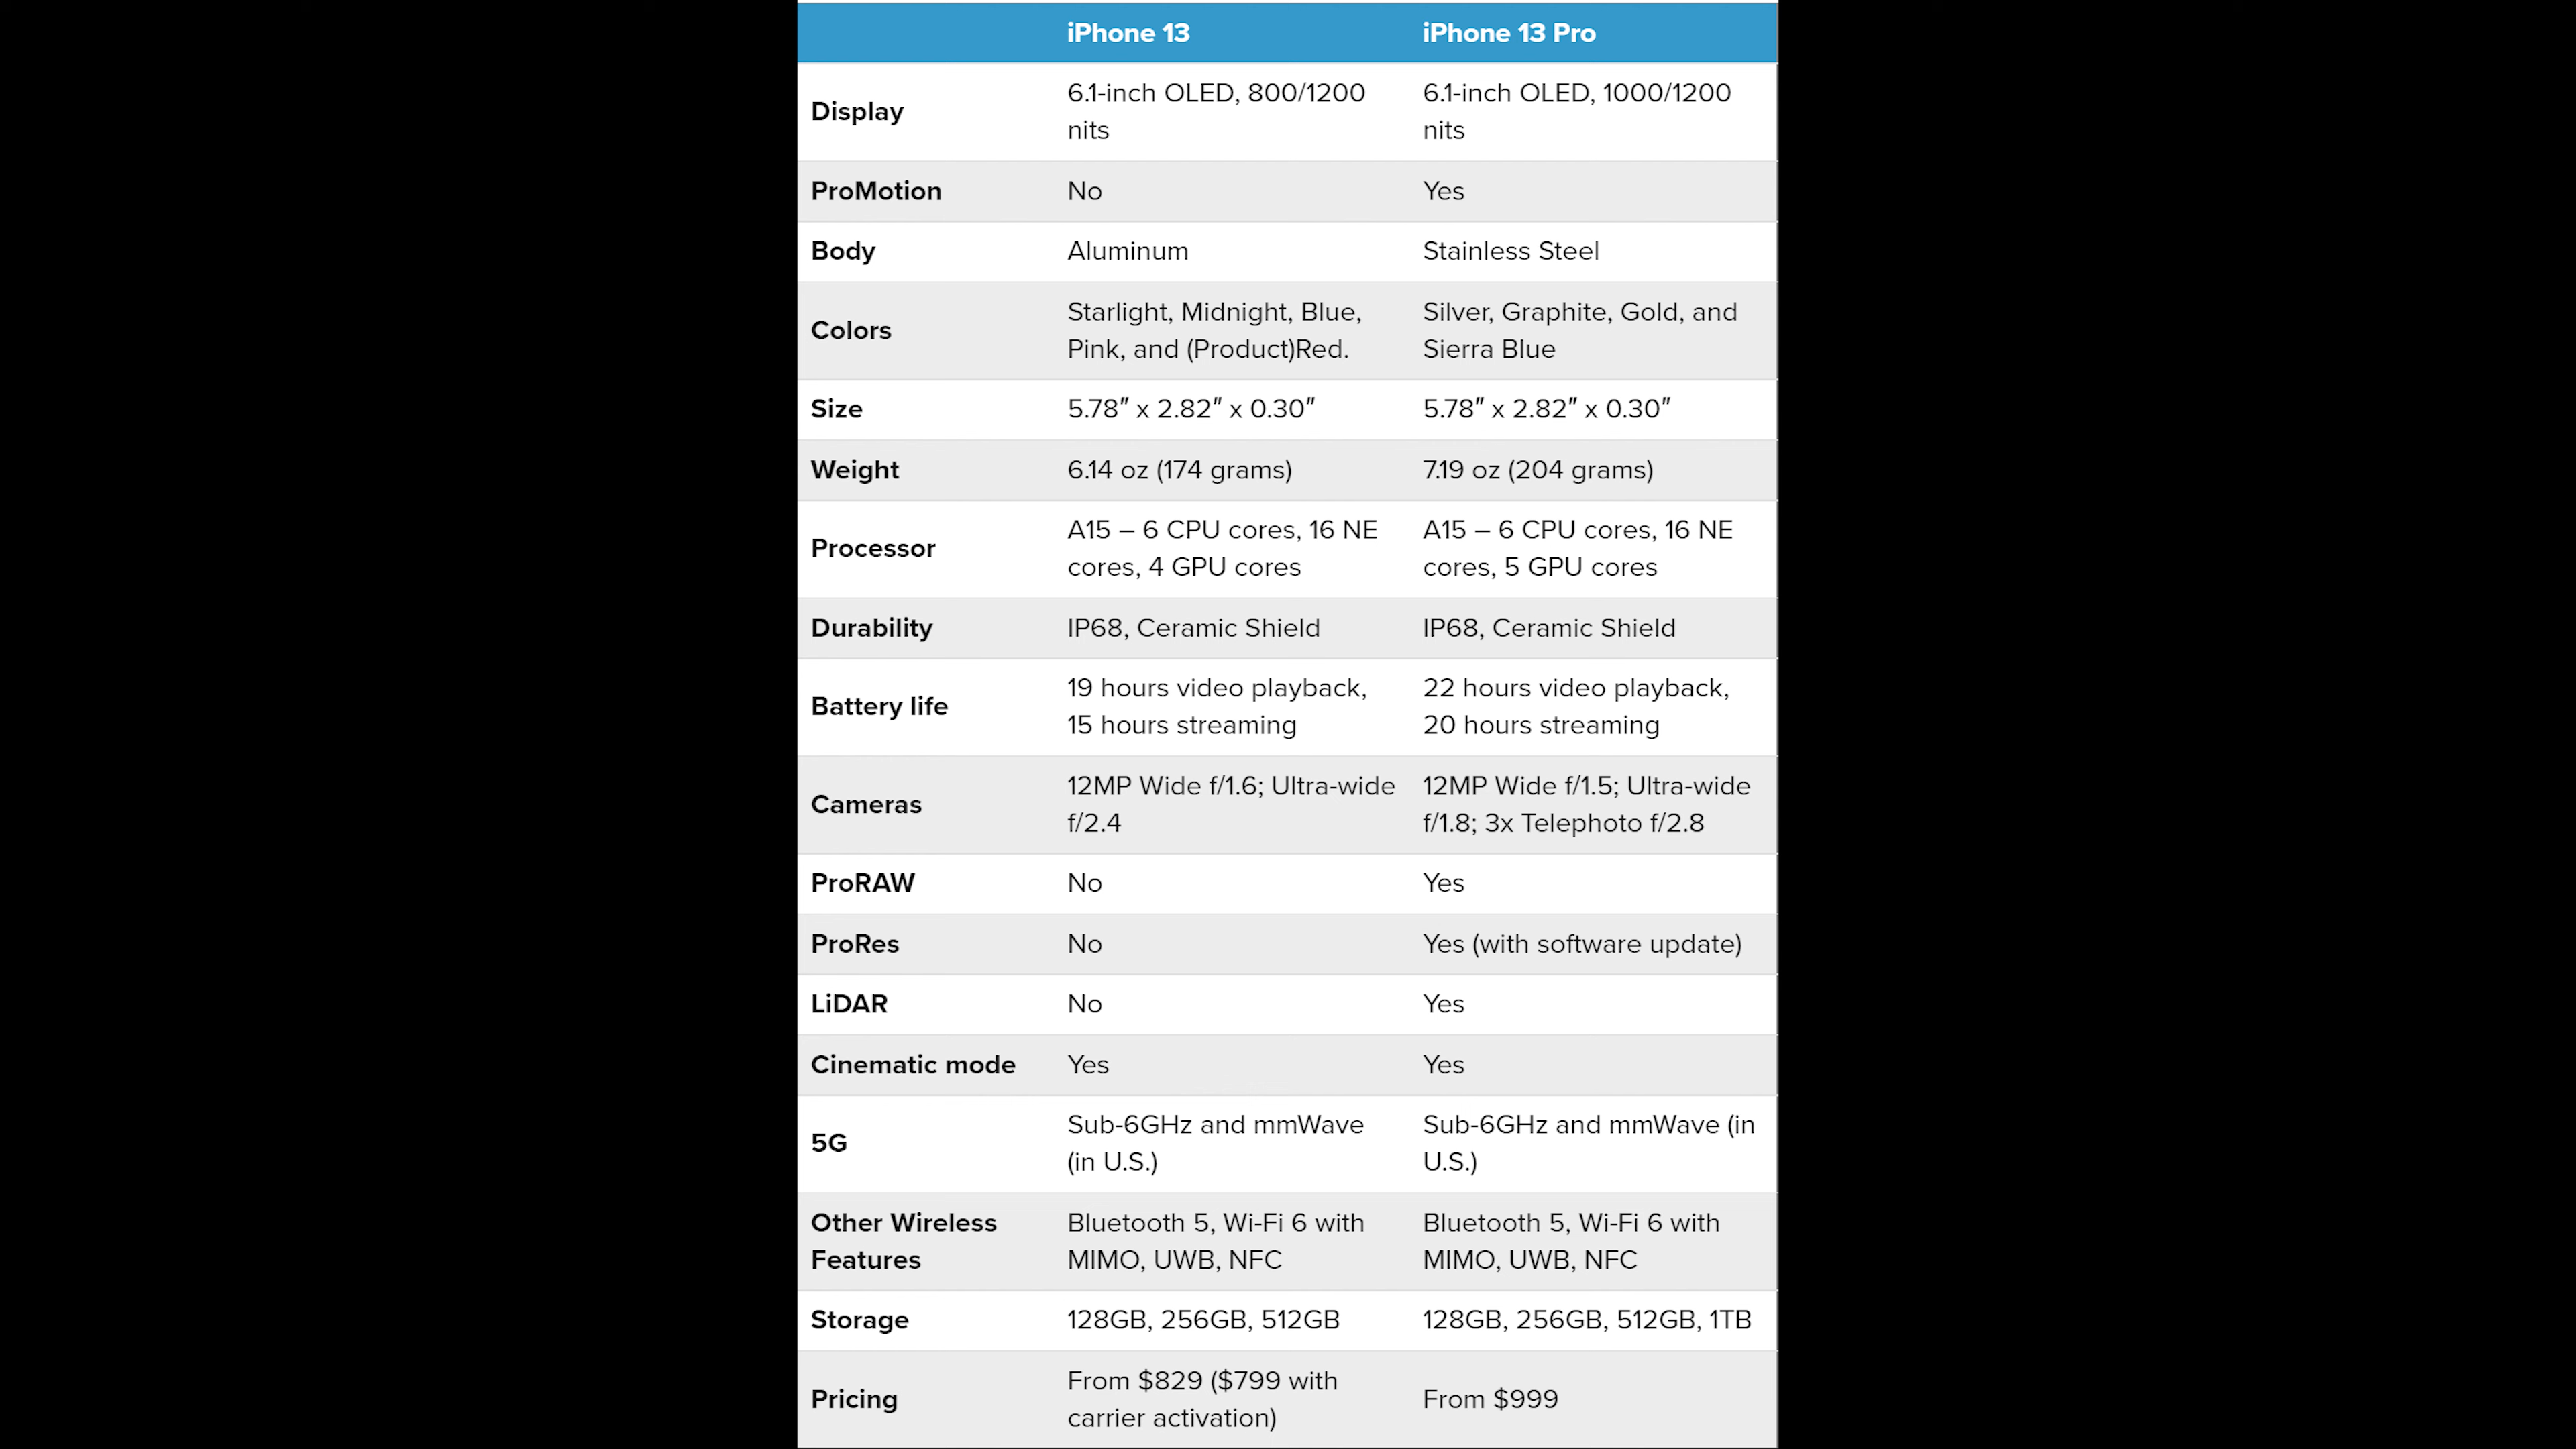 iPhone 13 iPhone 13 Pro
Display 6.1-inch OLED, 800/1200 nits 6.1-inch OLED, 1000/1200 nits
ProMotion No Yes
Body Aluminum Stainless Steel
Colors Starlight, Midnight, Blue, Pink, and (Product)Red. Silver, Graphite, Gold, and Sierra Blue
Size 5.78″ x 2.82″ x 0.30″ 5.78″ x 2.82″ x 0.30″
Weight 6.14 oz (174 grams) 7.19 oz (204 grams)
Processor A15 – 6 CPU cores, 16 NE cores, 4 GPU cores A15 – 6 CPU cores, 16 NE cores, 5 GPU cores
Durability IP68, Ceramic Shield IP68, Ceramic Shield
Battery life 19 hours video playback, 15 hours streaming 22 hours video playback, 20 hours streaming
Cameras 12MP Wide f/1.6; Ultra-wide f/2.4 12MP Wide f/1.5; Ultra-wide f/1.8; 3x Telephoto f/2.8
ProRAW No Yes
ProRes No Yes (with software update)
LiDAR No Yes
Cinematic mode Yes Yes
5G Sub-6GHz and mmWave (in U.S.) Sub-6GHz and mmWave (in U.S.)
Other Wireless Features Bluetooth 5, Wi-Fi 6 with MIMO, UWB, NFC Bluetooth 5, Wi-Fi 6 with MIMO, UWB, NFC
Storage 128GB, 256GB, 512GB 128GB, 256GB, 512GB, 1TB
Pricing From $829 ($799 with carrier activation) From $999